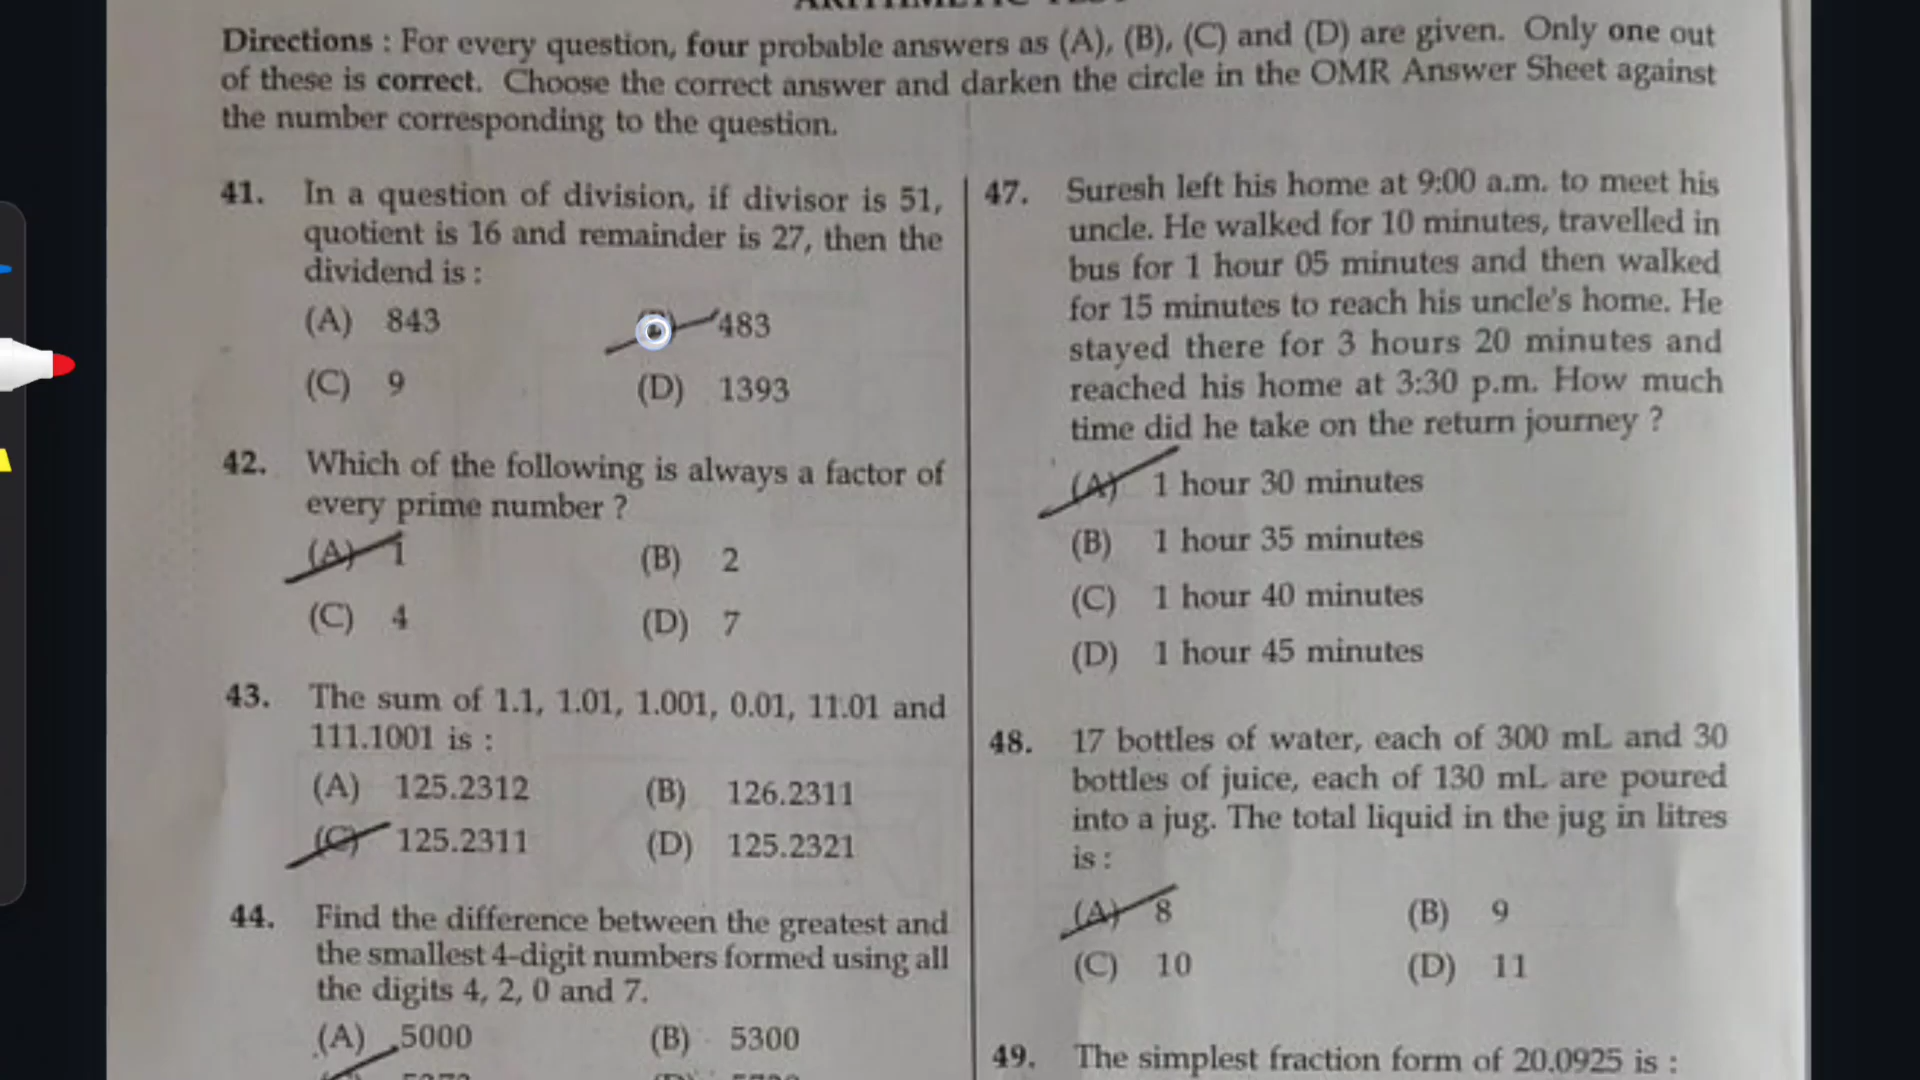 Directions : For every question, four probable answers as (A), (B), (C) and (D) are given. Only one out
of these is correct. Choose the correct answer and darken the circle in the OMR Answer Sheet against
the number corresponding to the question.
41. In a question of division, if divisor is 51,
quotient is 16 and remainder is 27, then the
dividend is :
(A) 843
483
(C) 9
(D) 1393
42. Which of the following is always a factor of
every prime number ?
(A) 1
(B) 2
(C) 4
(D) 7
43. The sum of 1.1, 1.01, 1.001, 0.01, 11.01 and
111.1001 is :
(A) 125.2312
(B) 126.2311
(C) 125.2311
(D) 125.2321
44. Find the difference between the greatest and
the smallest 4-digit numbers formed using all
the digits 4, 2, 0 and 7.
(A) 5000
(B) 5300
47. Suresh left his home at 9:00 a.m. to meet his
uncle. He walked for 10 minutes, travelled in
bus for 1 hour 05 minutes and then walked
for 15 minutes to reach his uncle's home. He
stayed there for 3 hours 20 minutes and
reached his home at 3:30 p.m. How much
time did he take on the return journey ?
(A) 1 hour 30 minutes
(B) 1 hour 35 minutes
(C) 1 hour 40 minutes
(D) 1 hour 45 minutes
48. 17 bottles of water, each of 300 mL and 30
bottles of juice, each of 130 mL are poured
into a jug. The total liquid in the jug in litres
is :
(A) 8
(B) 9
(C) 10
(D) 11
49. The simplest fraction form of 20.0925 is :